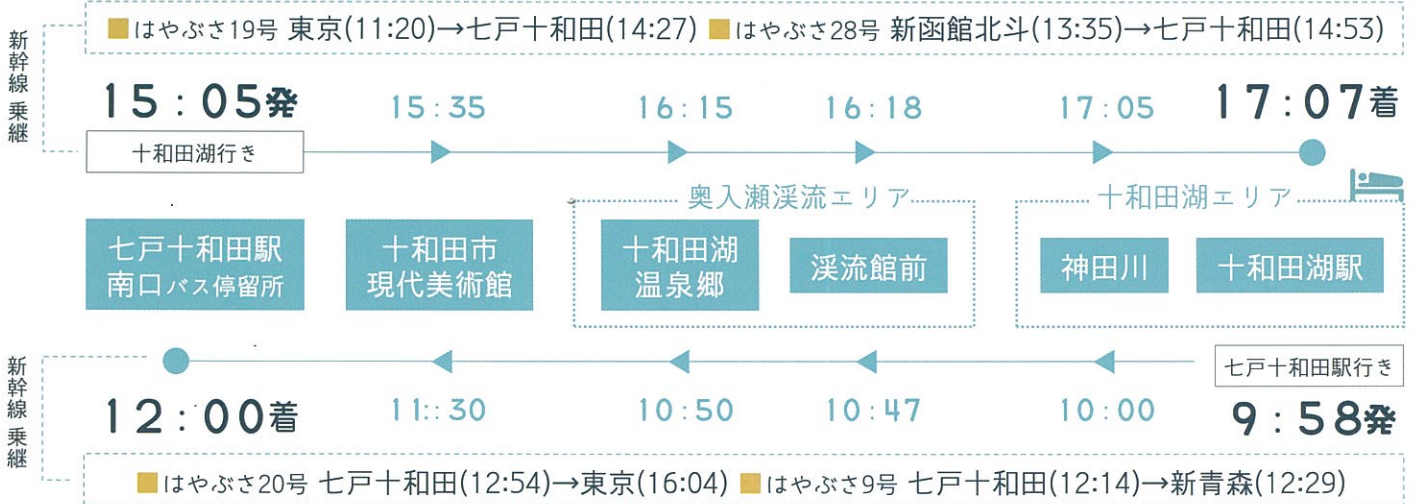 新幹線 乗継
■はやぶさ19号 東京(11:20)→七戸十和田(14:27) ■はやぶさ28号 新函館北斗(13:35)→七戸十和田(14:53)
15:05発 15:35 16:15 16:18 17:05 17:07着
十和田湖行き
奥入瀬渓流エリア 十和田湖エリア
七戸十和田駅
南口バス停留所
十和田市
現代美術館
十和田湖
温泉郷
渓流館前
神田川
十和田湖駅
新幹線 乗継
七戸十和田駅行き
12:00着 11::30 10:50 10:47 10:00 9:58発
■はやぶさ20号 七戸十和田(12:54)→東京(16:04) ■はやぶさ9号 七戸十和田(12:14)→新青森(12:29)